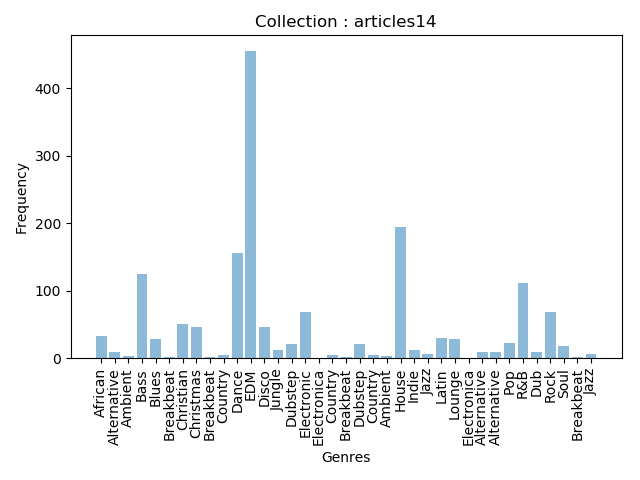 Collection : articles14
Frequency
400
300
200
100
0
African
Alternative
Ambient
Bass
Blues
Breakbeat
Christian
Christmas
Breakbeat
Country
Dance
EDM
Disco
Jungle
Dubstep
Electronic
Electronica
Country
Breakbeat
Dubstep
Country
Ambient
House
Indie
Jazz
Latin
Lounge
Electronica
Alternative
Alternative
Pop
R&B
Dub
Rock
Soul
Breakbeat
Jazz
Genres